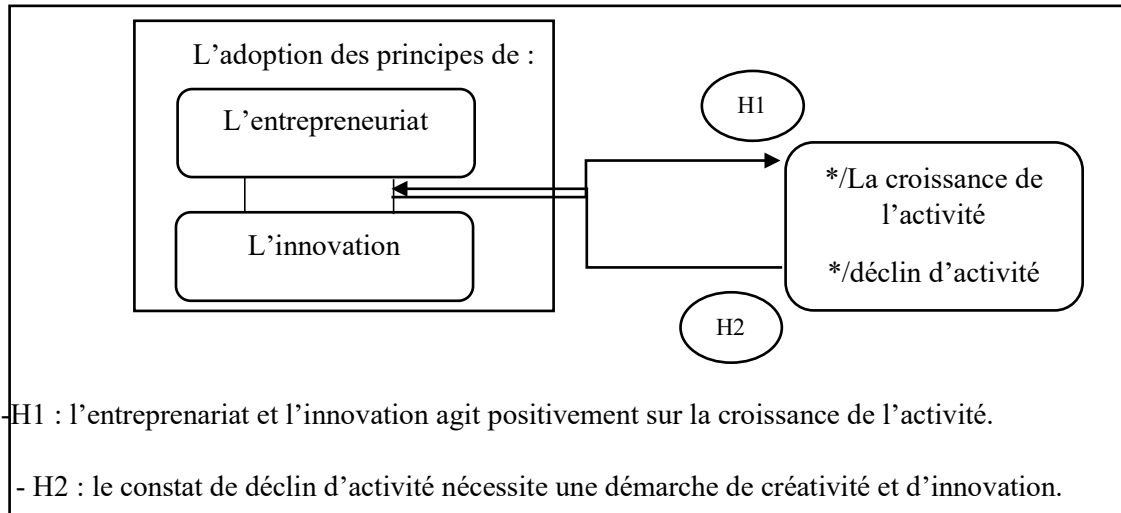 L’adoption des principes de :
L’entrepreneuriat
L’innovation
H1
*/La croissance de
l’activité
*/déclin d’activité
H2
-H1 : l’entreprenariat et l’innovation agit positivement sur la croissance de l’activité.
- H2 : le constat de déclin d’activité nécessite une démarche de créativité et d’innovation.